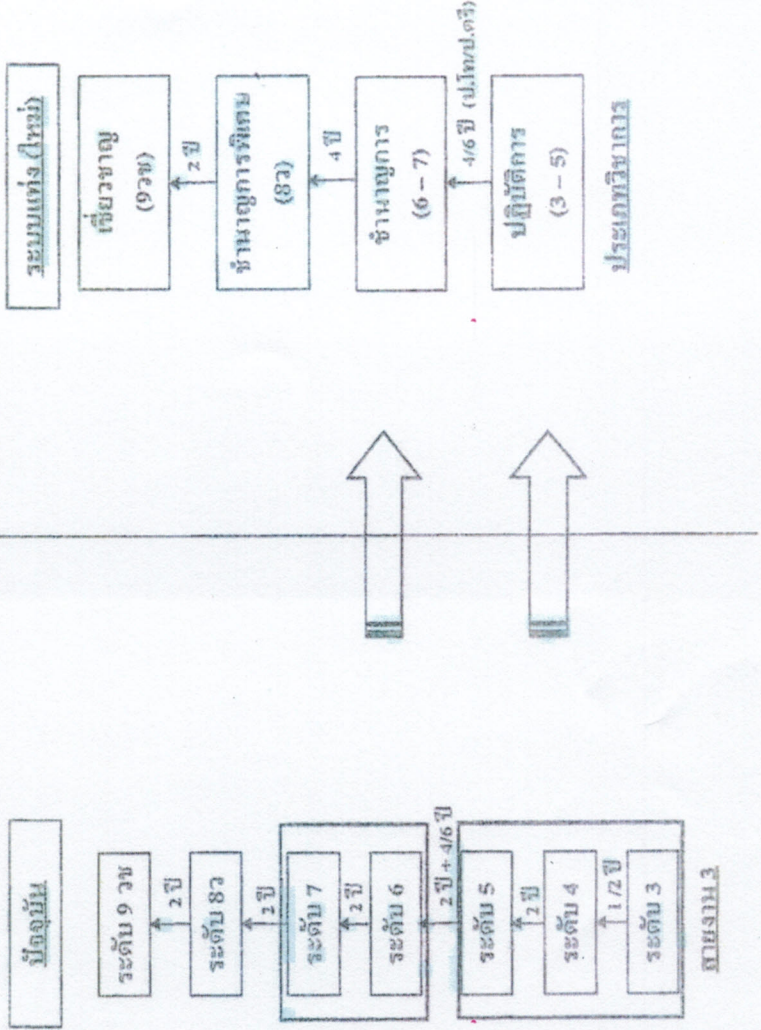 ปัจจุบัน
ระดับ 9 วช
2 ปี
ระดับ 8ว
2 ปี
ระดับ 7
2 ปี
ระดับ 6
2 ปี + 4/6 ปี
ระดับ 5
2 ปี
ระดับ 4
1/2 ปี
ระดับ 3
สายงาน 3
ระบบแท่ง (ใหม่)
เชี่ยวชาญ
(9วช)
2 ปี
ชำนาญการพิเศษ
(8ว)
4 ปี
ชำนาญการ
(6 – 7)
4/6 ปี (ป.โท/ป.ตรี)
ปฏิบัติการ
(3 – 5)
ประเภทวิชาการ